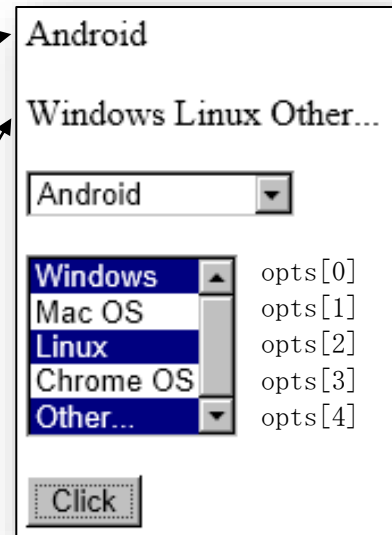 Android
Windows Linux Other...
Android
Windows opts[0]
Mac OS opts[1]
Linux opts[2]
Chrome OS opts[3]
Other... opts[4]
Click